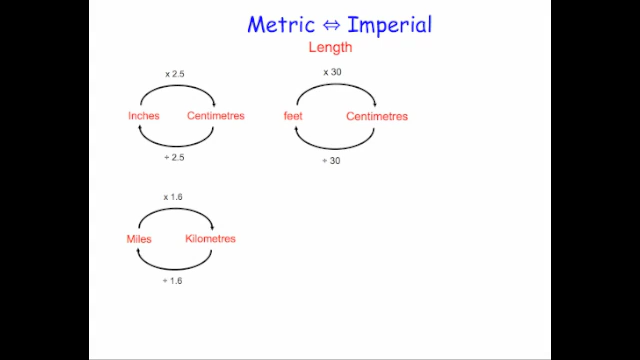 Metric ⇔ Imperial
Length
x 2.5
Inches Centimetres
÷ 2.5
x 30
feet Centimetres
÷ 30
x 1.6
Miles Kilometres
÷ 1.6